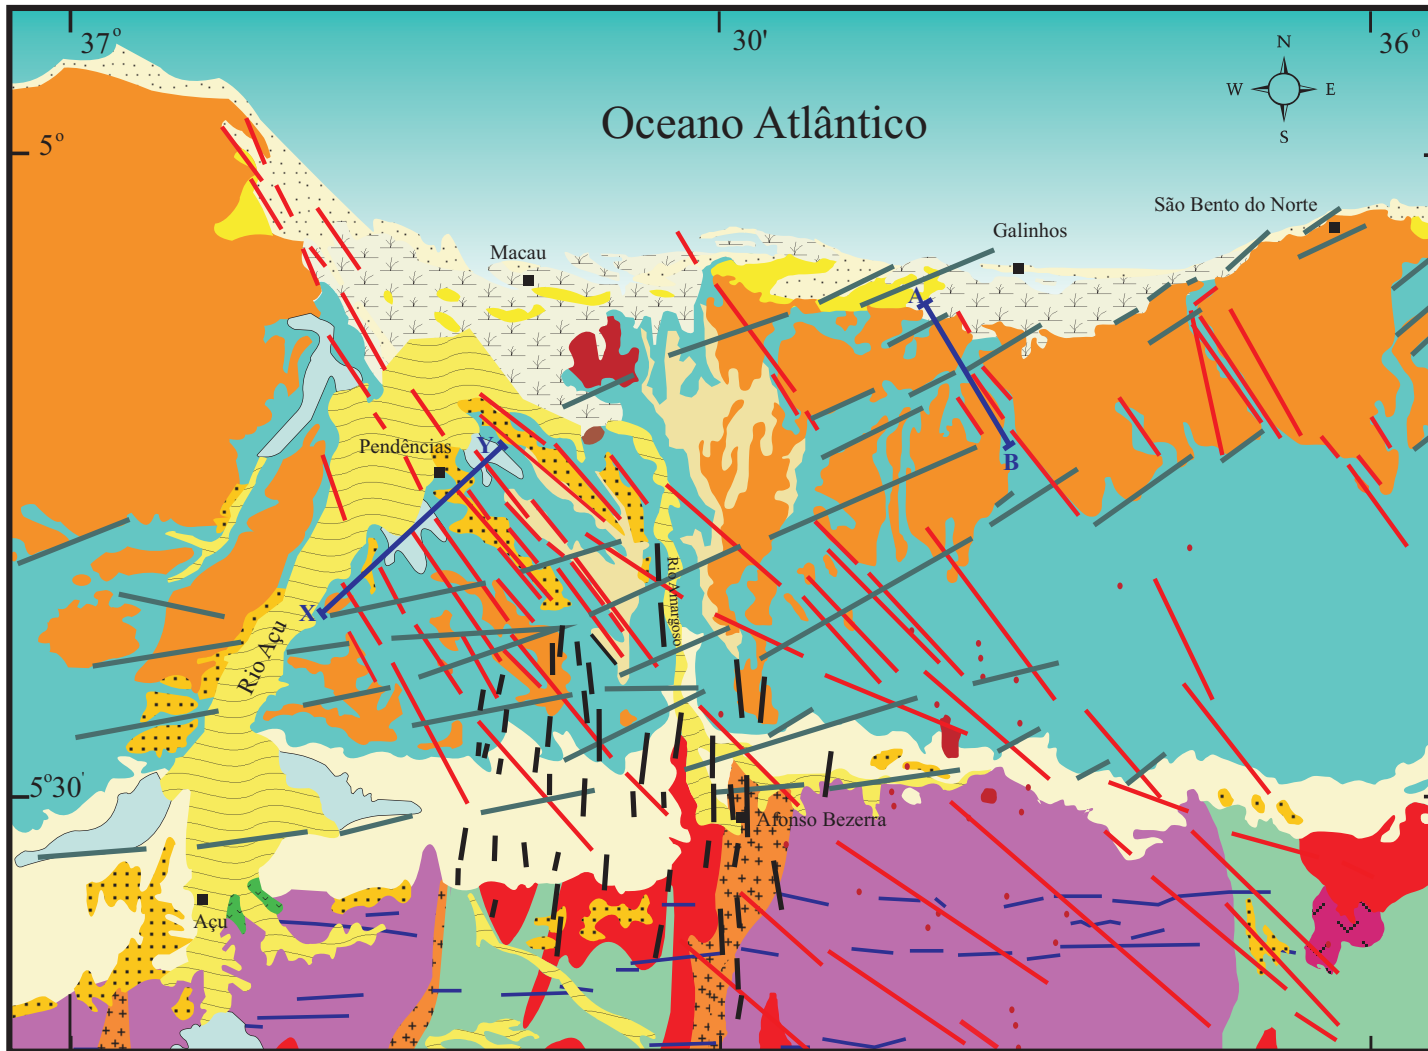 37°
30'
36°
N
W E
S
5°
Oceano Atlântico
São Bento do Norte
Galinhos
Macau
A
Pendências
Y
B
Rio Amargoso
X
Rio Açu
5°30'
Afonso Bezerra
Açu